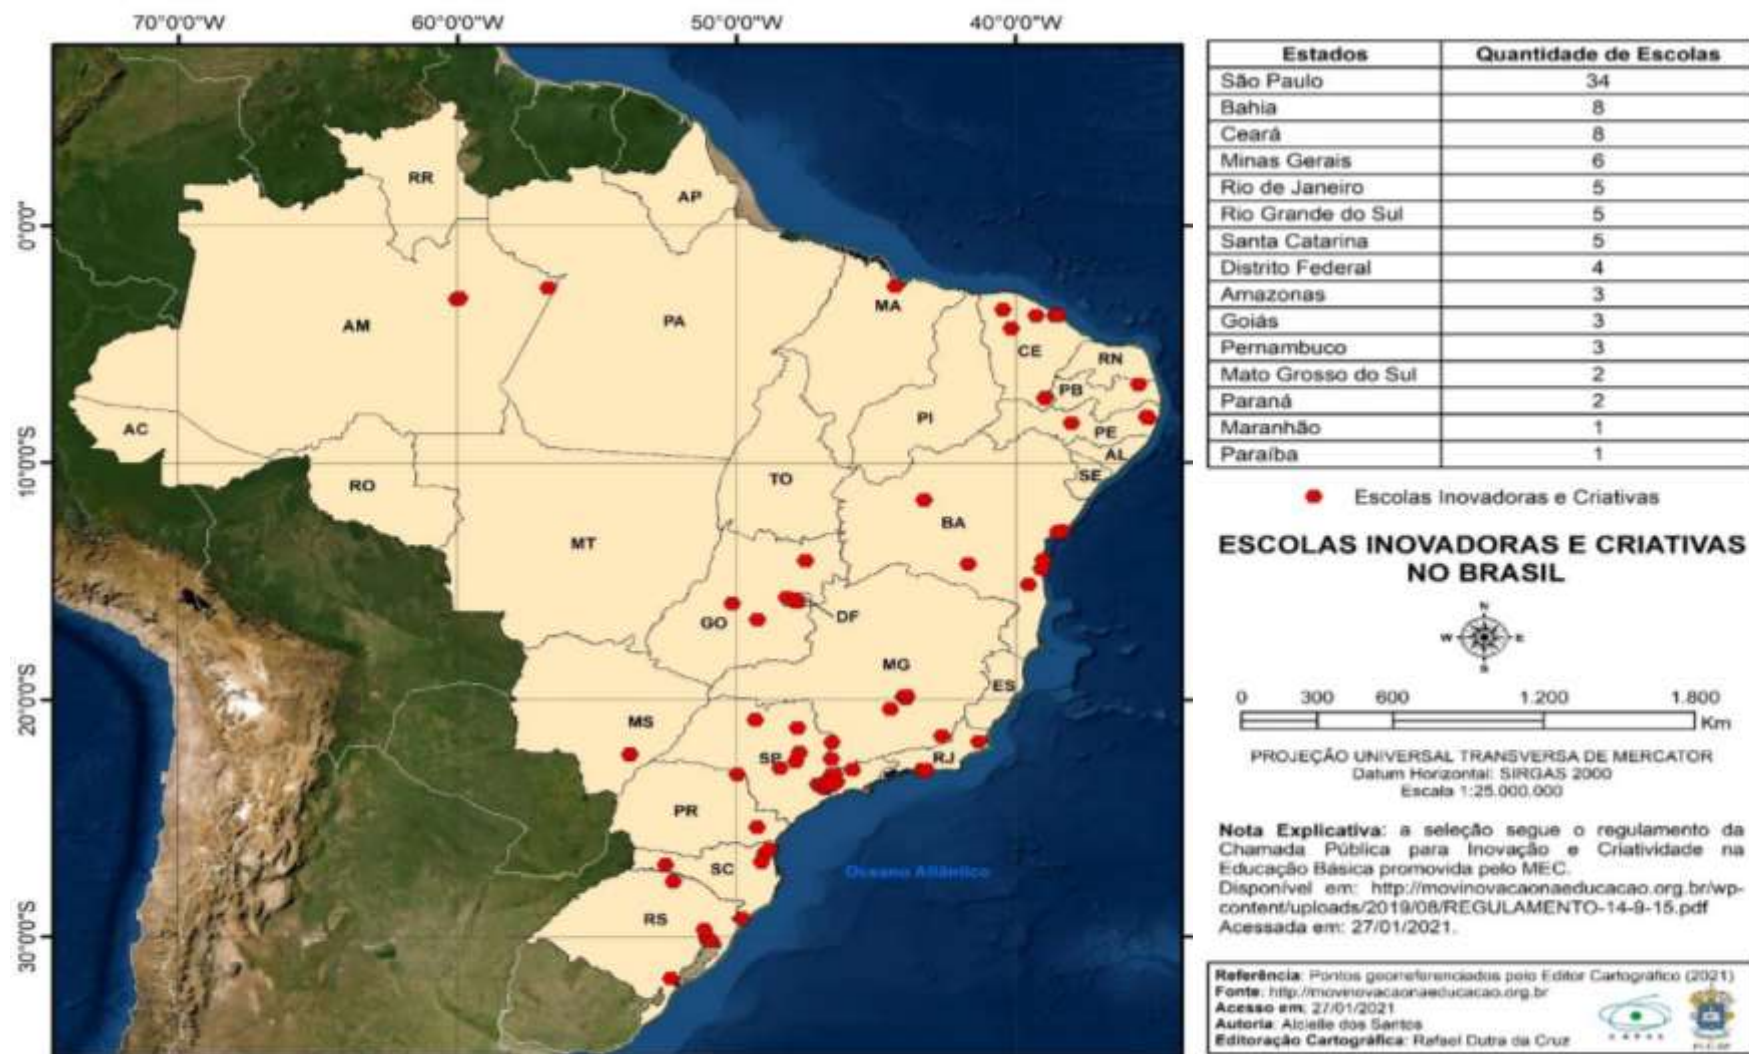 70°0'0"W 60°0'0"W 50°0'0"W 40°0'0"W
0°0'0"
10°0'0"S
20°0'0"S
30°0'0"S
RR
AP
AM
PA
MA
CE
RN
PB
PI
PE
AC
AL
SE
TO
RO
BA
MT
DF
GO
MG
ES
MS
SP
RJ
PR
SC
RS
Oceano Atlântico
Estados Quantidade de Escolas
São Paulo 34
Bahia 8
Ceará 8
Minas Gerais 6
Rio de Janeiro 5
Rio Grande do Sul 5
Santa Catarina 5
Distrito Federal 4
Amazonas 3
Goiás 3
Pernambuco 3
Mato Grosso do Sul 2
Paraná 2
Maranhão 1
Paraíba 1
Escolas Inovadoras e Criativas
ESCOLAS INOVADORAS E CRIATIVAS
NO BRASIL
N
W E
S
0 300 600 1.200 1.800
Km
PROJEÇÃO UNIVERSAL TRANSVERSA DE MERCATOR
Datum Horizontal: SIRGAS 2000
Escala 1:25.000.000
Nota Explicativa: a seleção segue o regulamento da
Chamada Pública para Inovação e Criatividade na
Educação Básica promovida pelo MEC.
Disponível em: http://movinovacaonaeducacao.org.br/wp-
content/uploads/2019/08/REGULAMENTO-14-9-15.pdf
Acessada em: 27/01/2021.
Referência: Pontos georreferenciados pelo Editor Cartográfico (2021)
Fonte: http://movinovacaonaeducacao.org.br
Acesso em: 27/01/2021
Autoria: Alcielle dos Santos
Editoração Cartográfica: Rafael Dutra da Cruz
CAPES